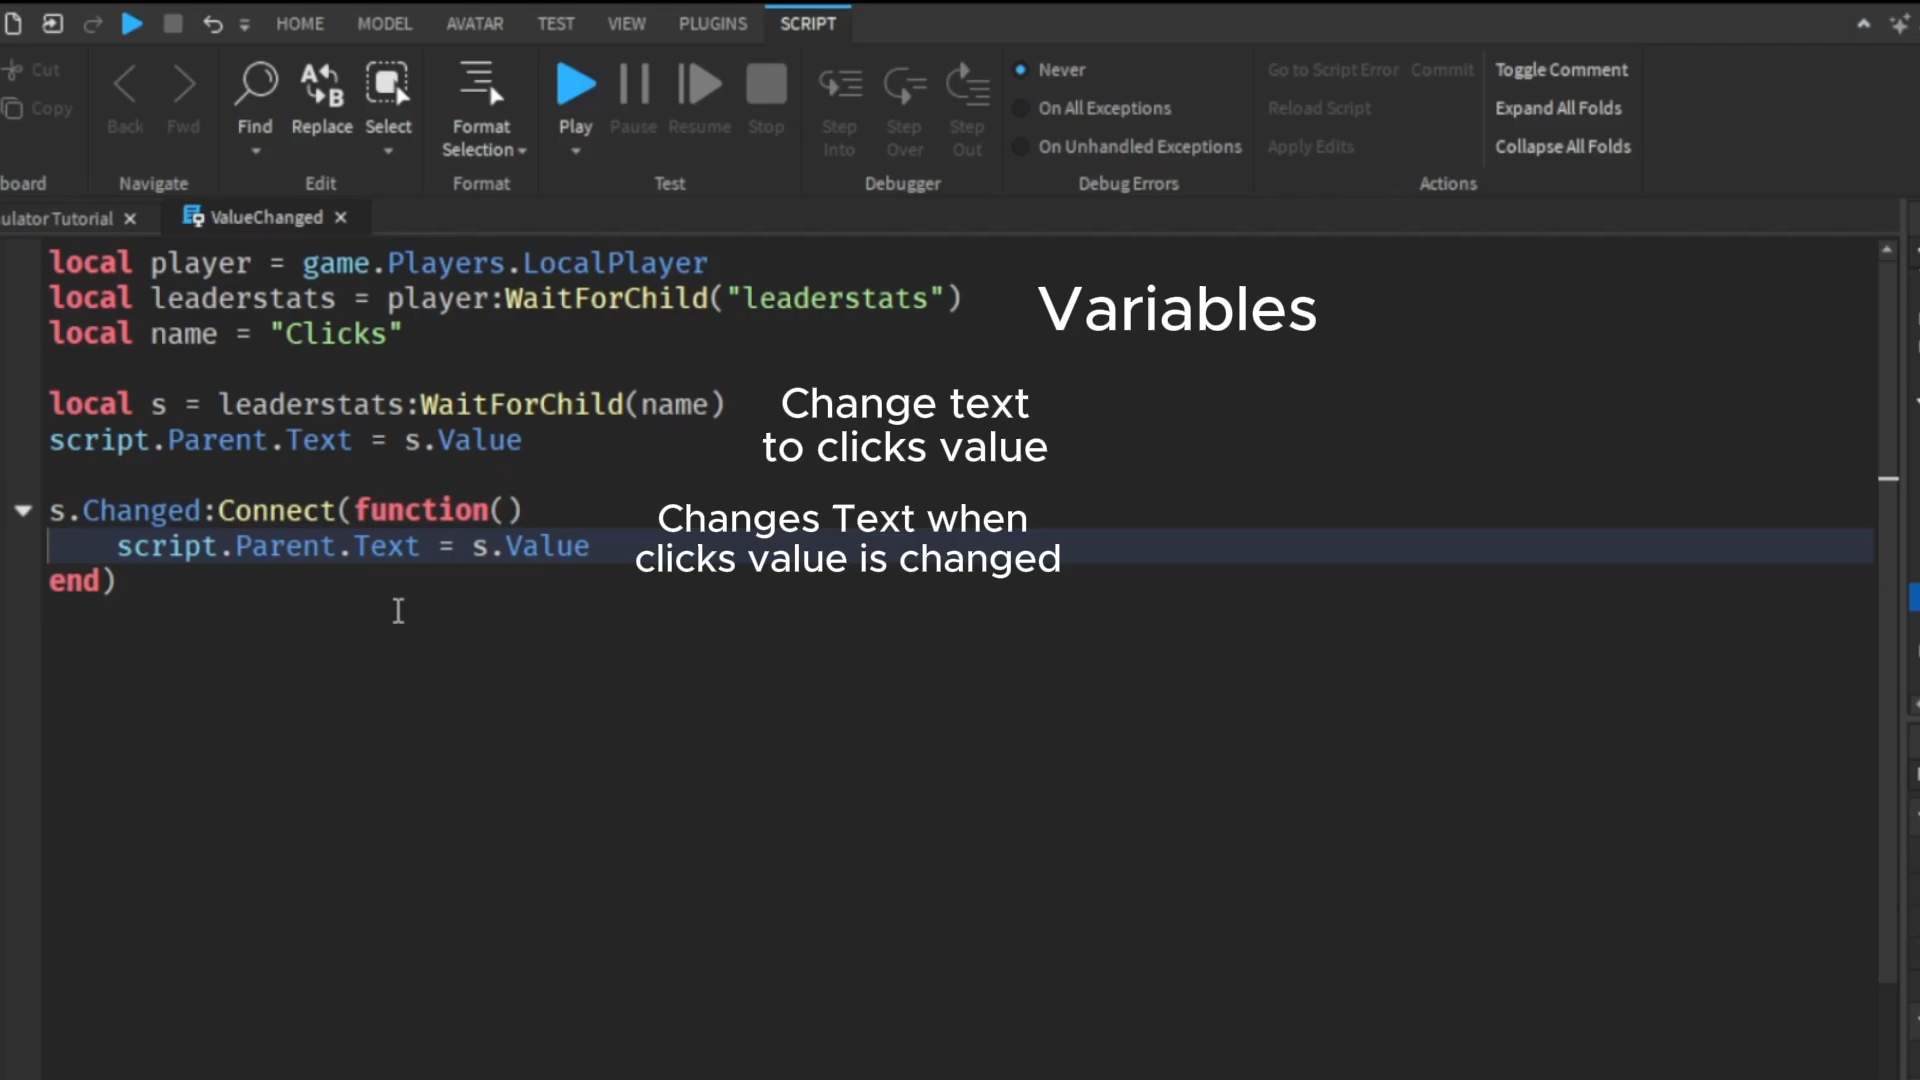 HOME MODEL AVATAR TEST VIEW PLUGINS SCRIPT
Cut
Copy
board
Back Fwd
Navigate
Find Replace Select
Edit
Format Selection
Format
Play Pause Resume Stop
Test
Step Into Step Over Step Out
Debugger
Never
On All Exceptions
On Unhandled Exceptions
Debug Errors
Go to Script Error Commit
Reload Script
Apply Edits
Toggle Comment
Expand All Folds
Collapse All Folds
Actions
ulator Tutorial ValueChanged
local player = game.Players.LocalPlayer
local leaderstats = player:WaitForChild("leaderstats")
local name = "Clicks"
Variables
local s = leaderstats:WaitForChild(name)
script.Parent.Text = s.Value
Change text
to clicks value
s.Changed:Connect(function()
script.Parent.Text = s.Value
end)
Changes Text when
clicks value is changed